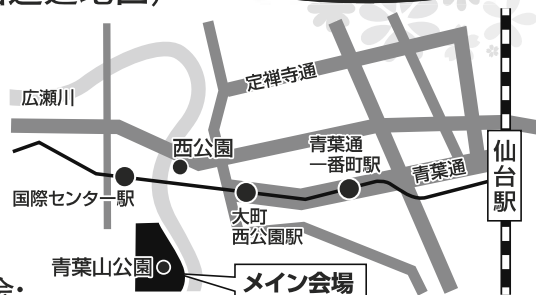 定禅寺通
広瀬川
西公園
青葉通
一番町駅
青葉通
仙台駅
国際センター駅
大町
西公園駅
青葉山公園
メイン会場